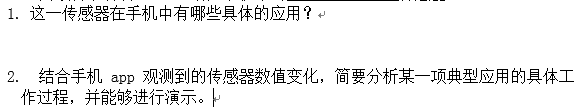 1. 这一传感器在手机中有哪些具体的应用？
2. 结合手机 app 观测到的传感器数值变化，简要分析某一项典型应用的具体工
作过程，并能够进行演示。